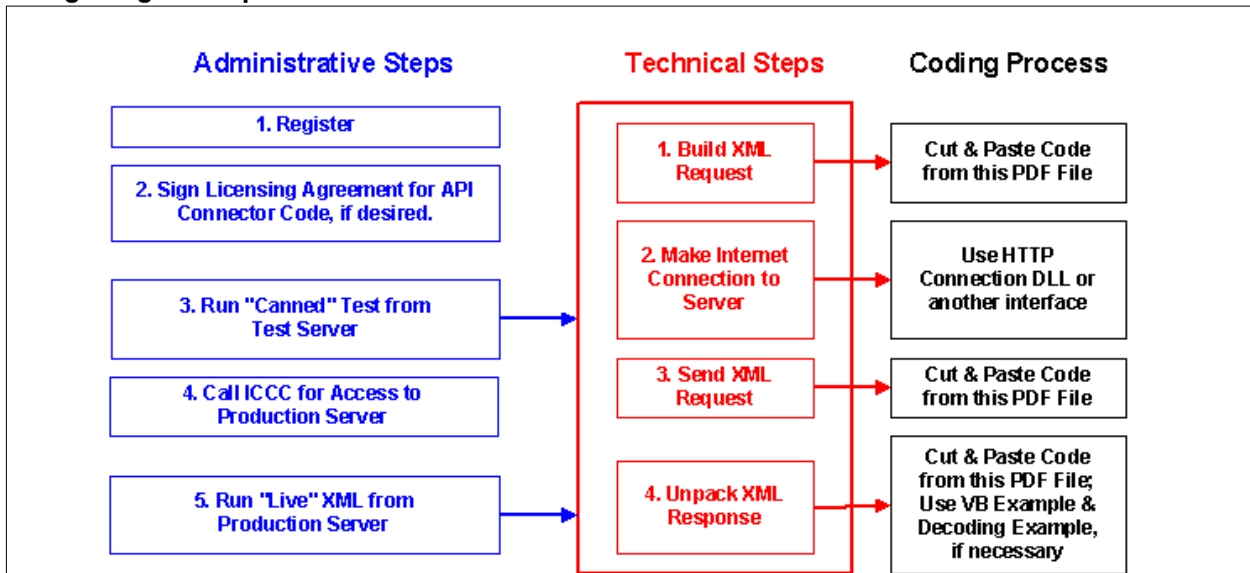 Administrative Steps
1. Register
2. Sign Licensing Agreement for API
Connector Code, if desired.
3. Run "Canned" Test from
Test Server
4. Call ICCC for Access to
Production Server
5. Run "Live" XML from
Production Server
Technical Steps
1. Build XML
Request
2. Make Internet
Connection to
Server
3. Send XML
Request
4. Unpack XML
Response
Coding Process
Cut & Paste Code
from this PDF File
Use HTTP
Connection DLL or
another interface
Cut & Paste Code
from this PDF File
Cut & Paste Code
from this PDF File;
Use VB Example &
Decoding Example,
if necessary